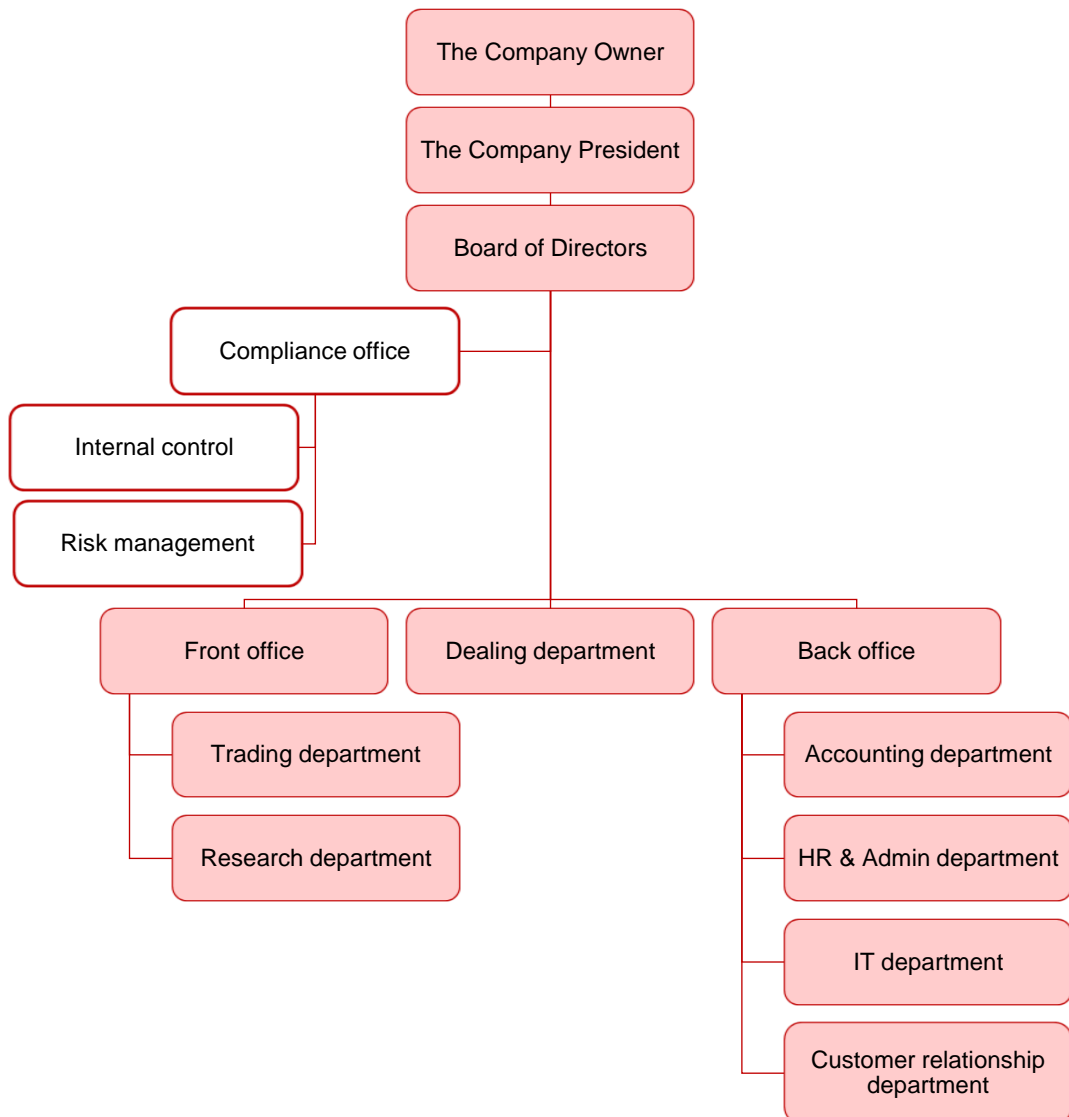 The Company Owner
The Company President
Board of Directors
Compliance office
Internal control
Risk management
Front office
Dealing department
Back office
Trading department
Accounting department
Research department
HR & Admin department
IT department
Customer relationship
department